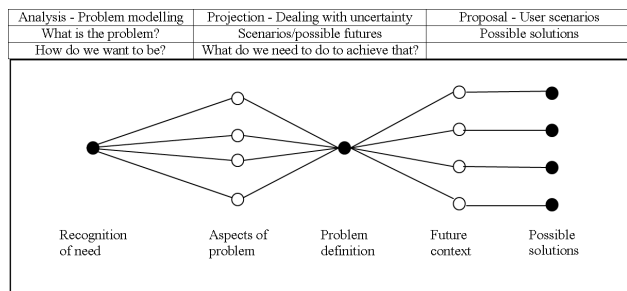 Analysis - Problem modelling
Projection - Dealing with uncertainty
Proposal - User scenarios
What is the problem?
Scenarios/possible futures
Possible solutions
How do we want to be?
What do we need to do to achieve that?
Recognition
of need
Aspects of
problem
Problem
definition
Future
context
Possible
solutions